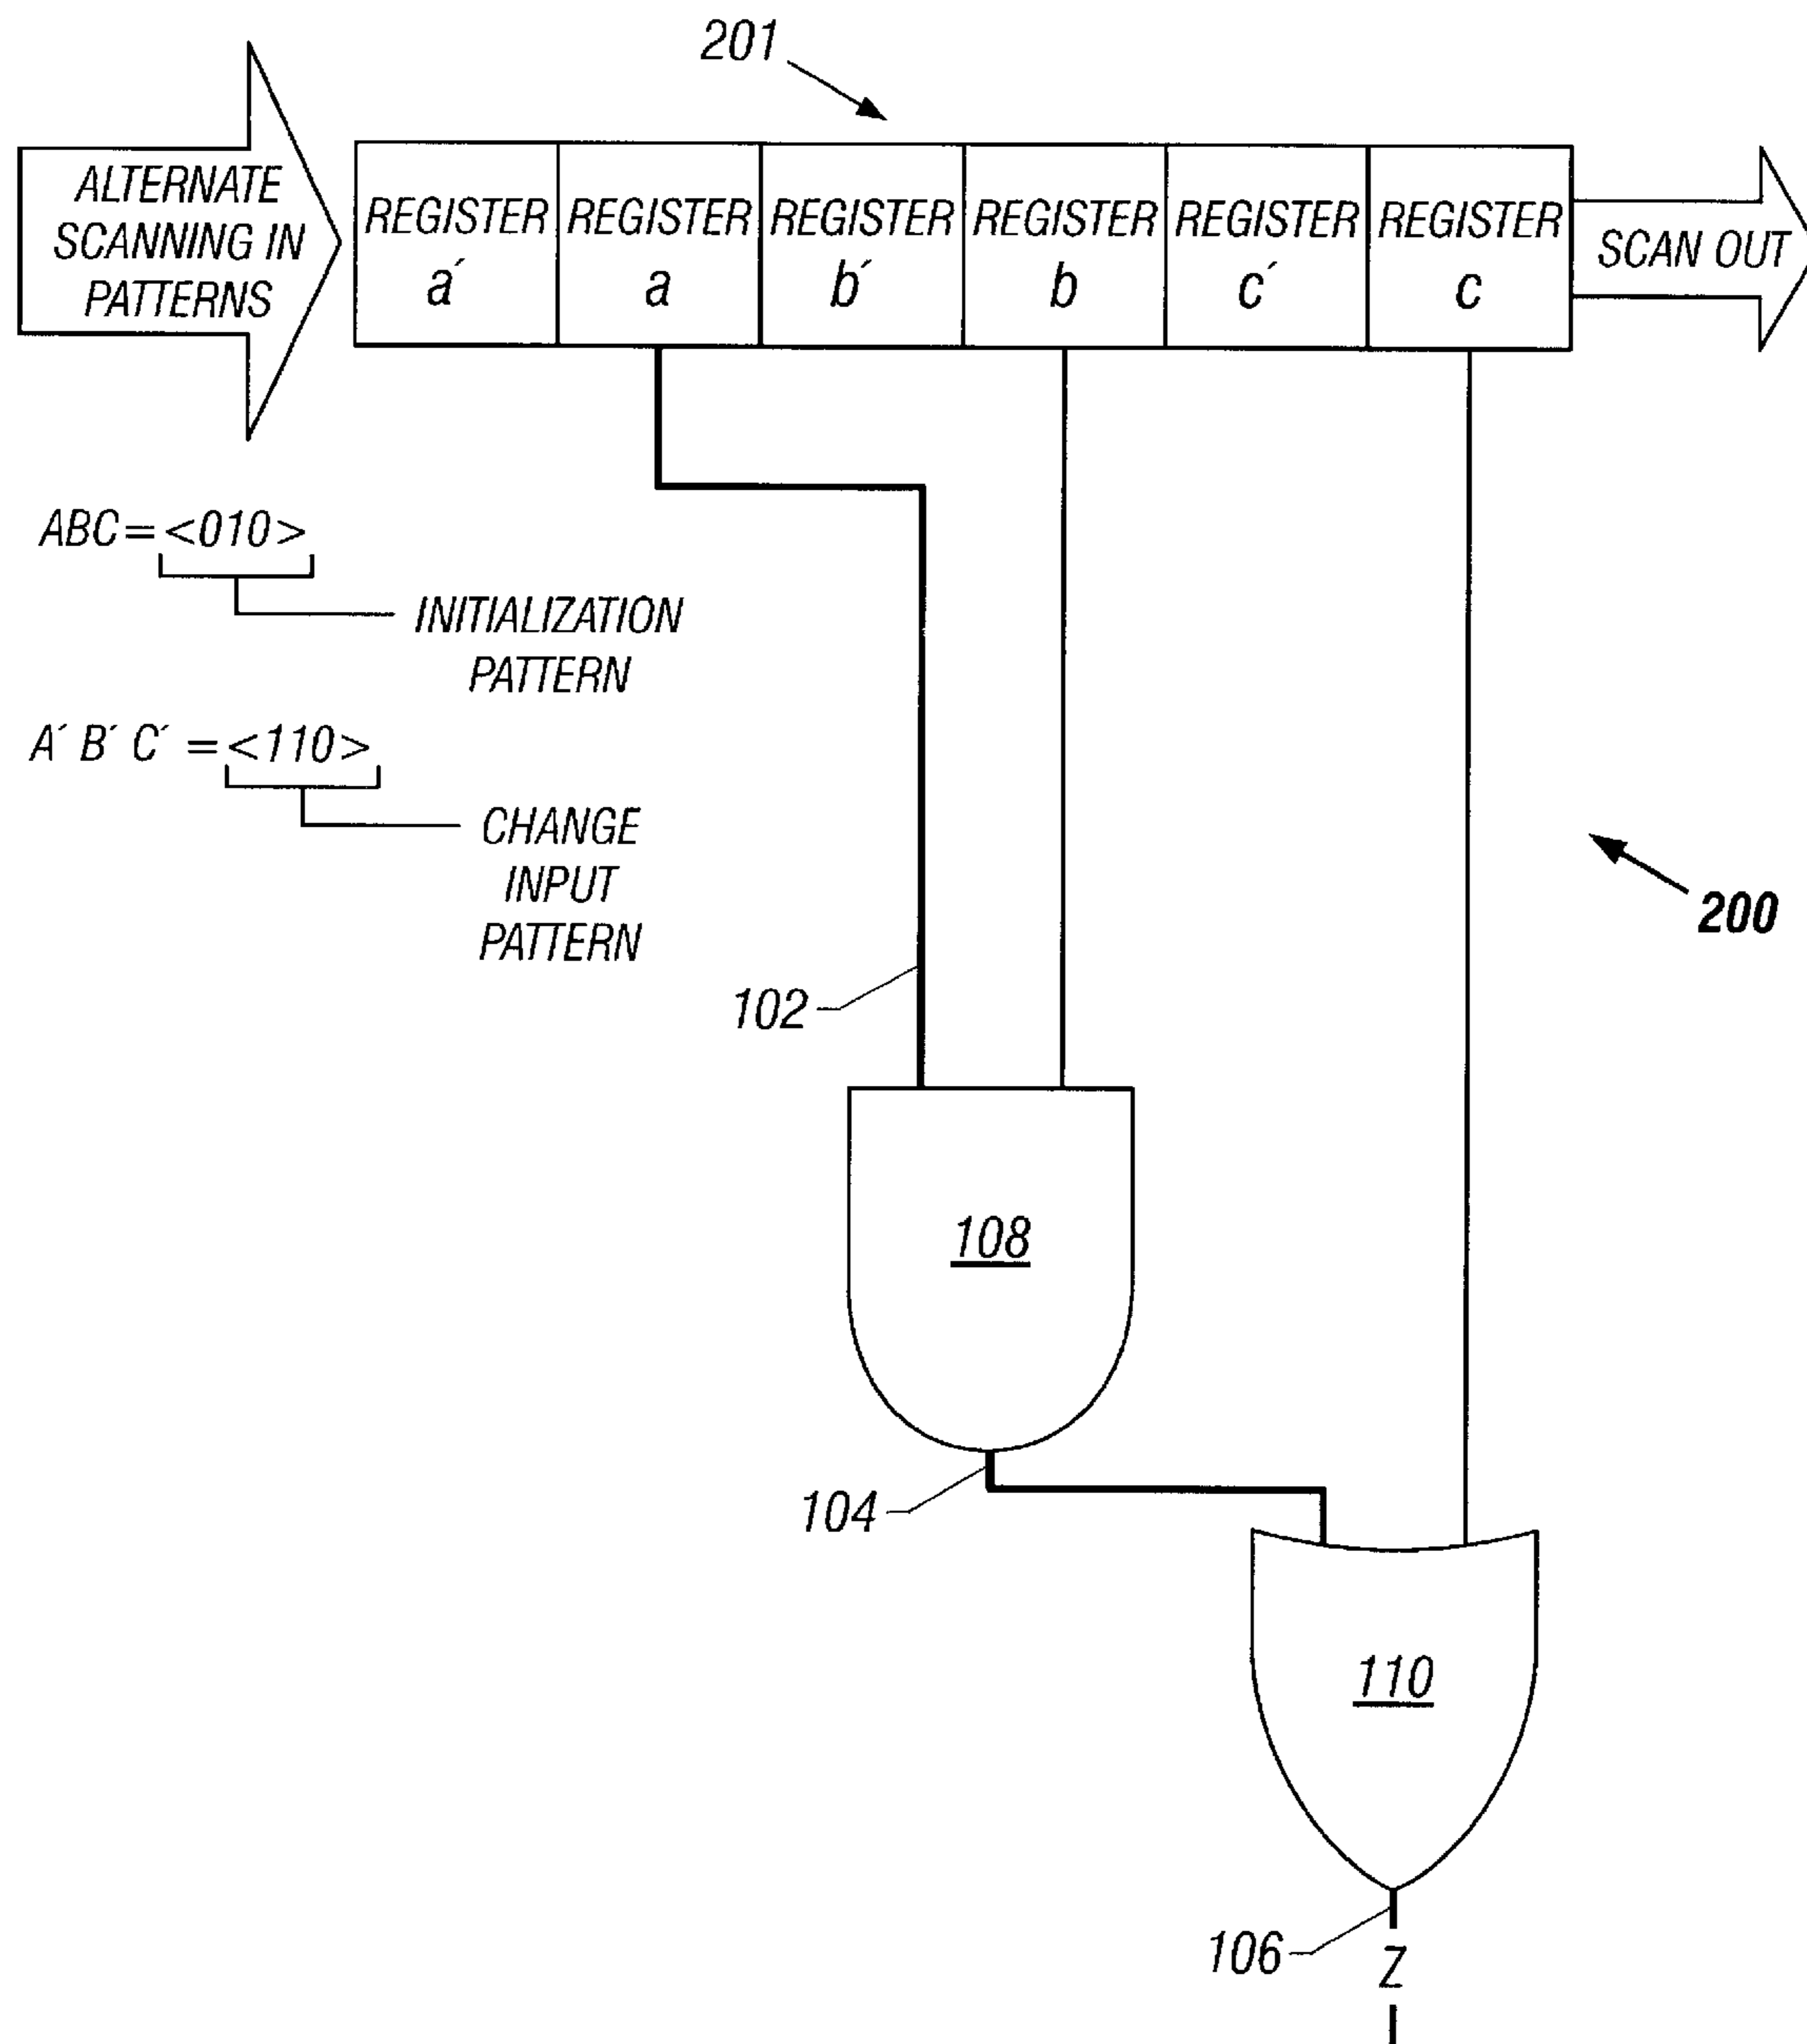 201
ALTERNATE
SCANNING IN
PATTERNS
REGISTER
a´
REGISTER
a
REGISTER
b´
REGISTER
b
REGISTER
c´
REGISTER
c
SCAN OUT
ABC=<010>
INITIALIZATION
PATTERN
A´ B´ C´ =<110>
CHANGE
INPUT
PATTERN
200
102
108
104
110
106
Z